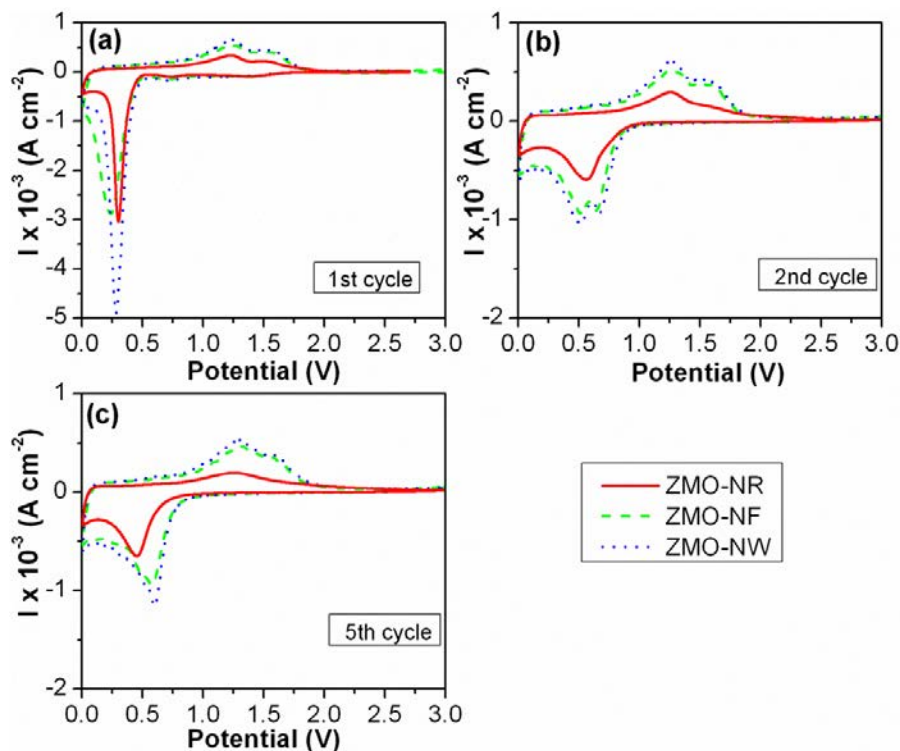 (a)
1
0
-1
-2
-3
-4
-5
I x 10⁻³ (A cm⁻²)
1st cycle
0.0 0.5 1.0 1.5 2.0 2.5 3.0
Potential (V)
(b)
1
0
-1
-2
I x 10⁻³ (A cm⁻²)
2nd cycle
0.0 0.5 1.0 1.5 2.0 2.5 3.0
Potential (V)
(c)
1
0
-1
-2
I x 10⁻³ (A cm⁻²)
5th cycle
0.0 0.5 1.0 1.5 2.0 2.5 3.0
Potential (V)
ZMO-NR
ZMO-NF
ZMO-NW